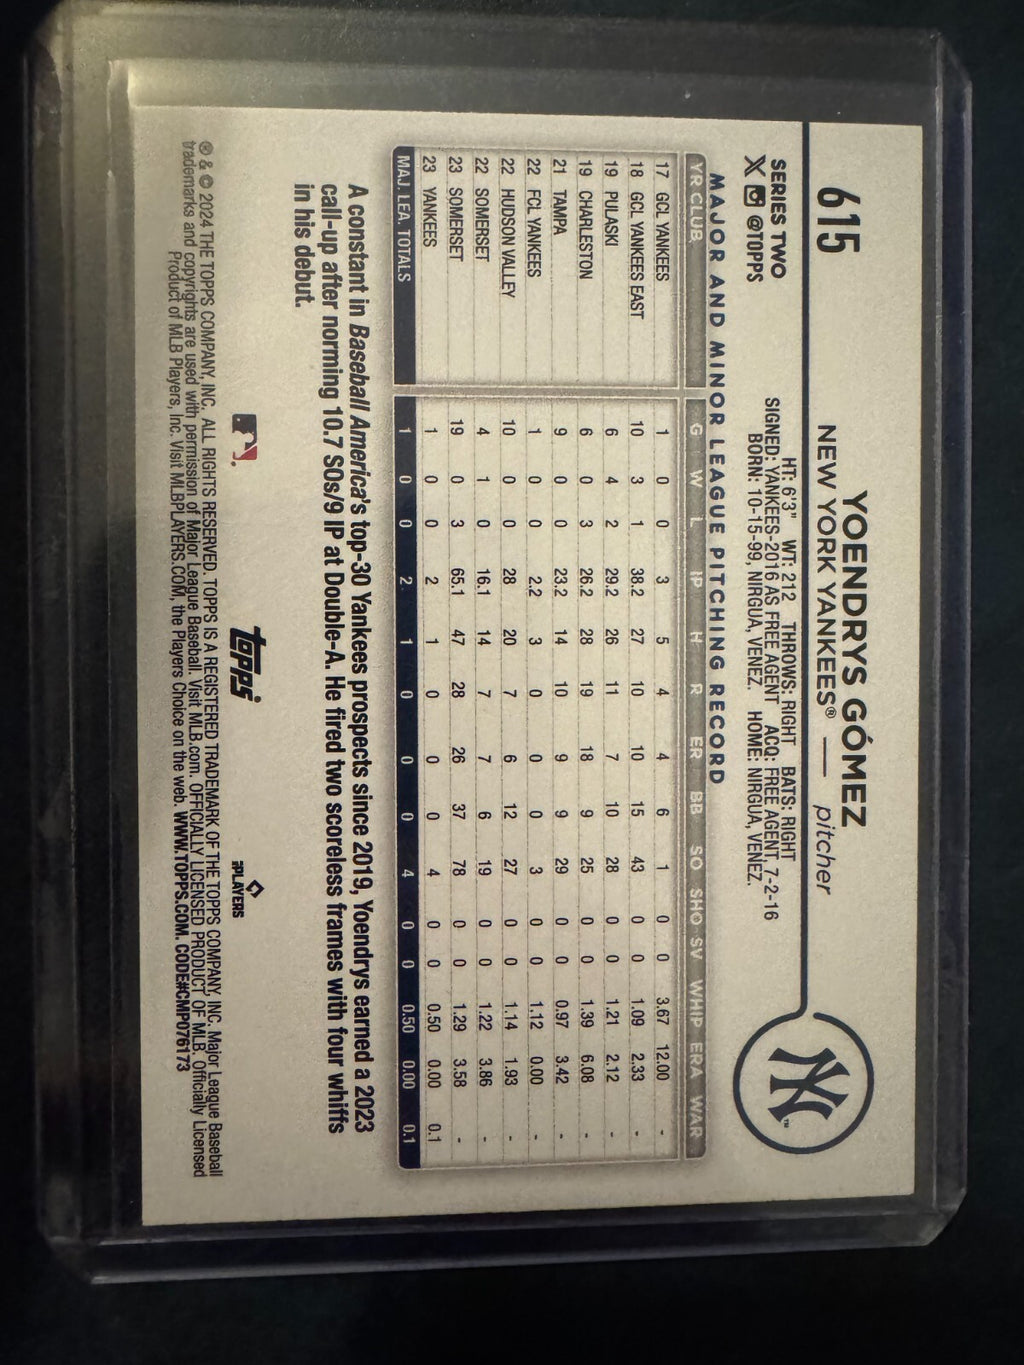 615
YOENDRYS GÓMEZ
NEW YORK YANKEES® — pitcher
SERIES TWO
X @TOPPS
HT: 6'3" WT: 212 THROWS: RIGHT BATS: RIGHT
SIGNED: YANKEES-2016 AS FREE AGENT ACQ: FREE AGENT, 7-2-16
BORN: 10-15-99, NIRGUA, VENEZ. HOME: NIRGUA, VENEZ.
NY™
MAJOR AND MINOR LEAGUE PITCHING RECORD
YR CLUB G W L IP H R ER BB SO SHO SV WHIP ERA WAR
17 GCL YANKEES 1 0 0 3 5 4 4 6 1 0 0 3.67 12.00 -
18 GCL YANKEES EAST 10 3 1 38.2 27 10 10 15 43 0 0 1.09 2.33 -
19 PULASKI 6 4 2 29.2 26 11 7 10 28 0 0 1.21 2.12 -
19 CHARLESTON 6 0 3 26.2 28 19 18 9 25 0 0 1.39 6.08 -
21 TAMPA 9 0 0 23.2 14 10 9 9 29 0 0 0.97 3.42 -
22 FCL YANKEES 1 0 0 2.2 3 0 0 0 3 0 0 1.12 0.00 -
22 HUDSON VALLEY 10 0 0 28 20 7 6 12 27 0 0 1.14 1.93 -
22 SOMERSET 4 1 0 16.1 14 7 7 6 19 0 0 1.22 3.86 -
23 SOMERSET 19 0 3 65.1 47 28 26 37 78 0 0 1.29 3.58 -
23 YANKEES 1 0 0 2 1 0 0 0 4 0 0 0.50 0.00 0.1
MAJ. LEA. TOTALS 1 0 0 2 1 0 0 0 4 0 0 0.50 0.00 0.1
A constant in Baseball America's top-30 Yankees prospects since 2019, Yoendrys earned a 2023
call-up after norming 10.7 SOs/9 IP at Double-A. He fired two scoreless frames with four whiffs
in his debut.
topps
PLAYERS
® & © 2024 THE TOPPS COMPANY, INC. ALL RIGHTS RESERVED. TOPPS IS A REGISTERED TRADEMARK OF THE TOPPS COMPANY, INC. Major League Baseball
trademarks and copyrights are used with permission of Major League Baseball. Visit MLB.com. OFFICIALLY LICENSED PRODUCT OF MLB. Officially Licensed
Product of MLB Players, Inc. Visit MLBPLAYERS.COM, the Players Choice on the web. WWW.TOPPS.COM. CODE#CMP076173